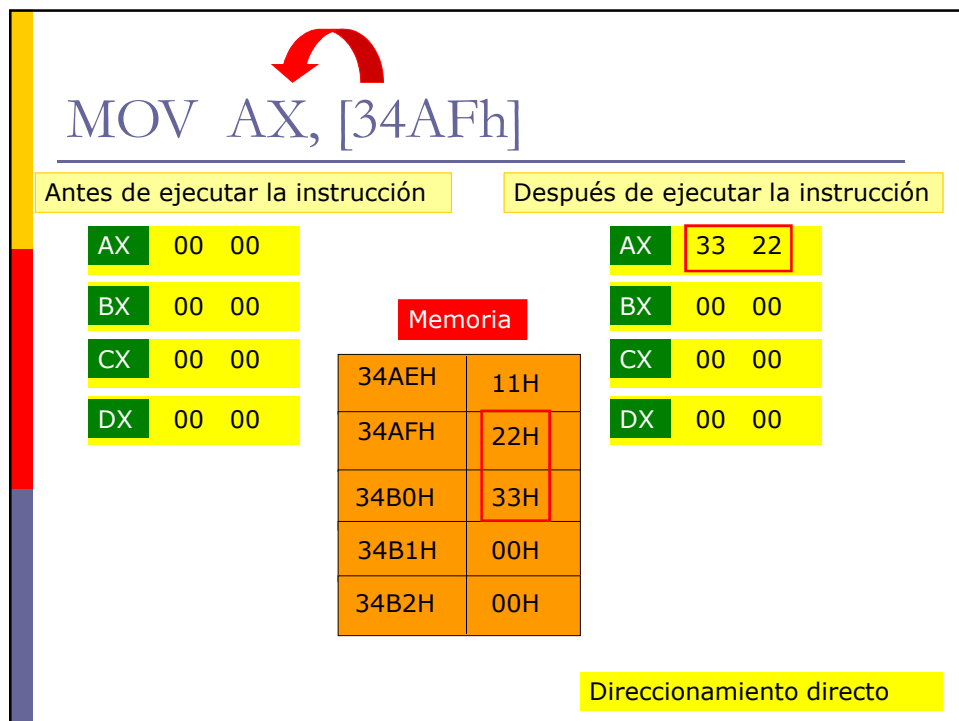 MOV AX, [34AFh]
Antes de ejecutar la instrucción
Después de ejecutar la instrucción
AX 00 00
BX 00 00
CX 00 00
DX 00 00
Memoria
34AEH 11H
34AFH 22H
34B0H 33H
34B1H 00H
34B2H 00H
AX 33 22
BX 00 00
CX 00 00
DX 00 00
Direccionamiento directo